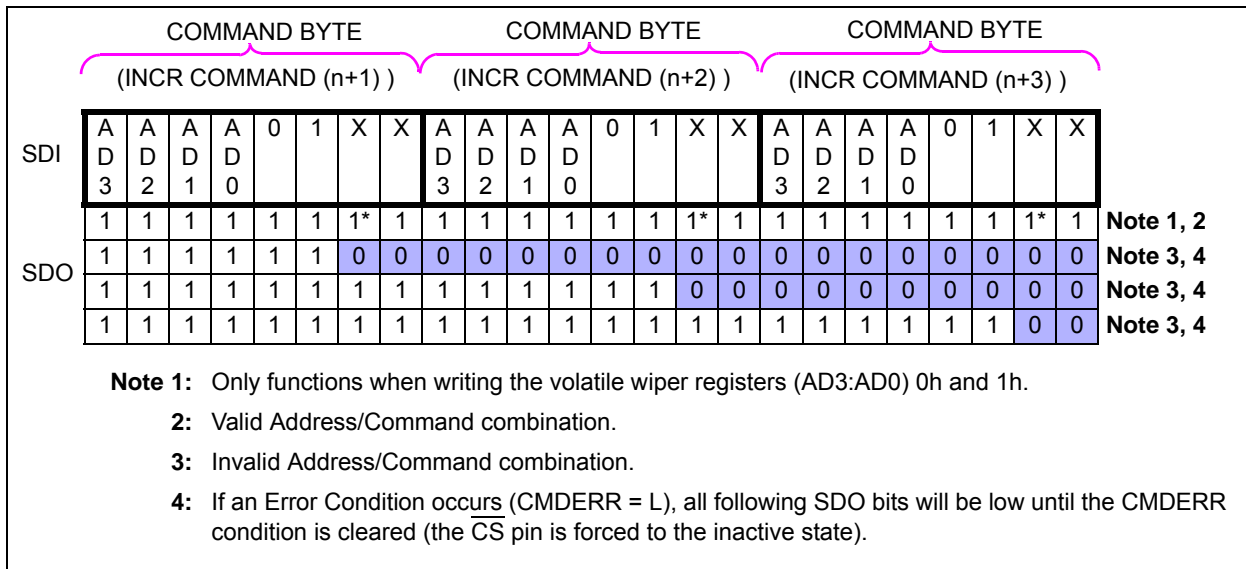 COMMAND BYTE COMMAND BYTE COMMAND BYTE
(INCR COMMAND (n+1) ) (INCR COMMAND (n+2) ) (INCR COMMAND (n+3) )
A A A A 0 1 X X A A A A 0 1 X X A A A A 0 1 X X
SDI D D D D D D D D D D D D
3 2 1 0 3 2 1 0 3 2 1 0
1 1 1 1 1 1 1* 1 1 1 1 1 1 1 1* 1 1 1 1 1 1 1 1* 1 Note 1, 2
SDO 1 1 1 1 1 1 0 0 0 0 0 0 0 0 0 0 0 0 0 0 0 0 0 0 Note 3, 4
1 1 1 1 1 1 1 1 1 1 1 1 1 1 0 0 0 0 0 0 0 0 0 0 Note 3, 4
1 1 1 1 1 1 1 1 1 1 1 1 1 1 1 1 1 1 1 1 1 1 0 0 Note 3, 4
Note 1: Only functions when writing the volatile wiper registers (AD3:AD0) 0h and 1h.
2: Valid Address/Command combination.
3: Invalid Address/Command combination.
4: If an Error Condition occurs (CMDERR = L), all following SDO bits will be low until the CMDERR
condition is cleared (the CS pin is forced to the inactive state).